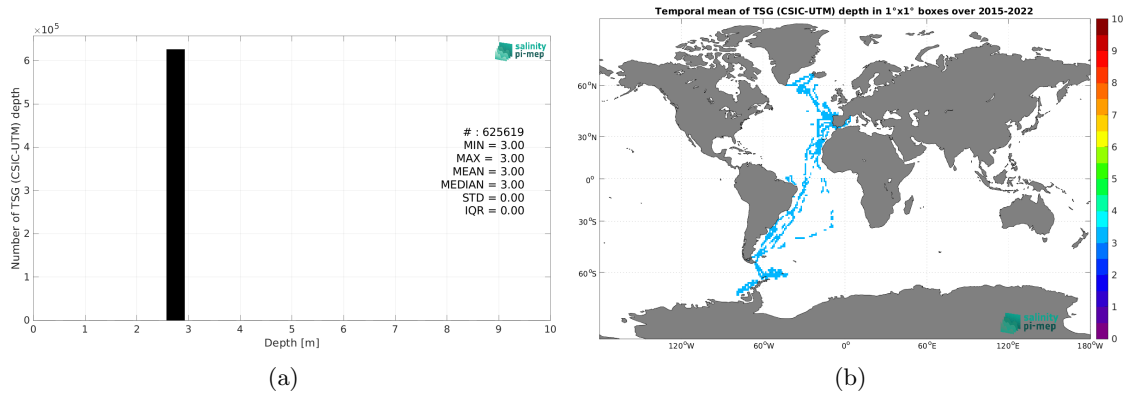 ×10⁵
6
5
4
3
2
1
0
Number of TSG (CSIC-UTM) depth
salinity
pi-mep
# : 625619
MIN = 3.00
MAX = 3.00
MEAN = 3.00
MEDIAN = 3.00
STD = 0.00
IQR = 0.00
0 1 2 3 4 5 6 7 8 9 10
Depth [m]
(a)
Temporal mean of TSG (CSIC-UTM) depth in 1°x1° boxes over 2015-2022
60°N
30°N
0°
30°S
60°S
120°W 60°W 0° 60°E 120°E 180°W
salinity
pi-mep
10
9
8
7
6
5
4
3
2
1
0
(b)